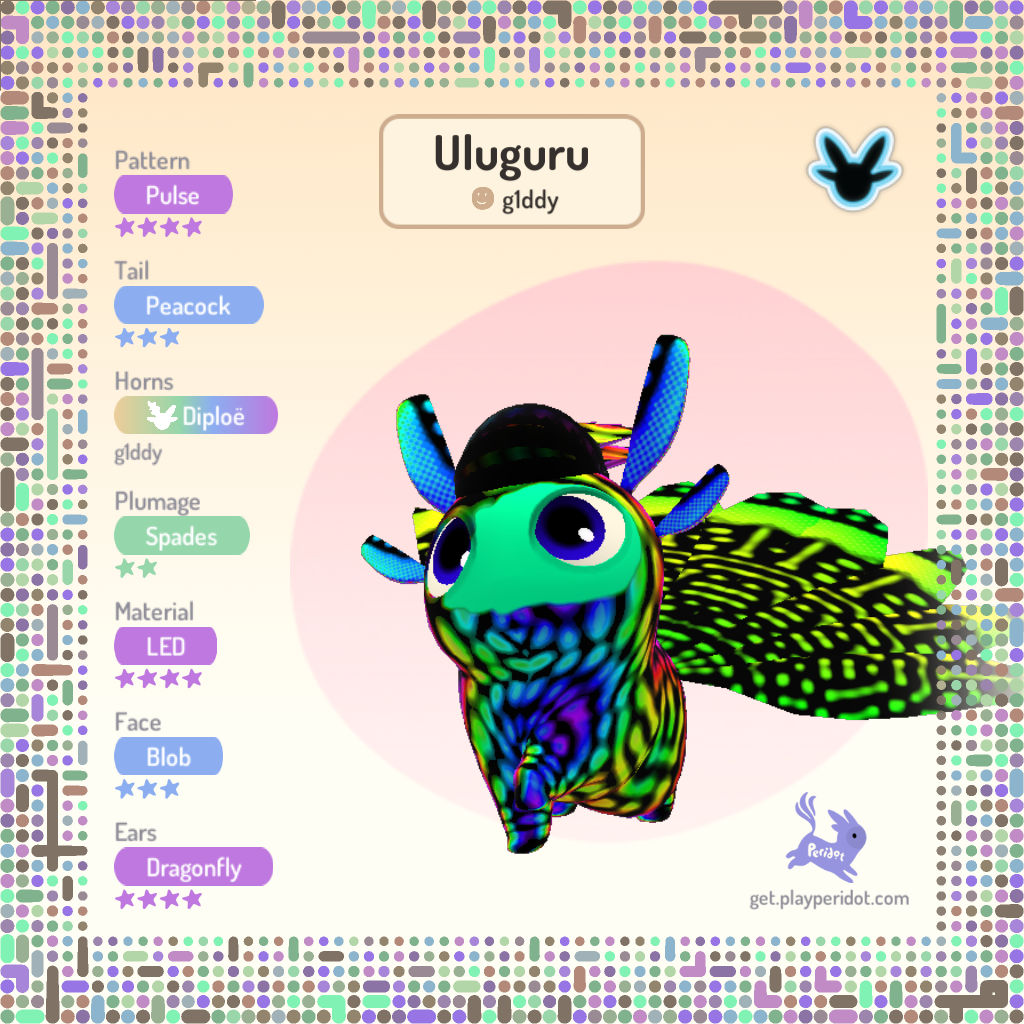 Uluguru
g1ddy
Pattern
Pulse
Tail
Peacock
Horns
Diploë
g1ddy
Plumage
Spades
Material
LED
Face
Blob
Ears
Dragonfly
Peridot
get.playperidot.com